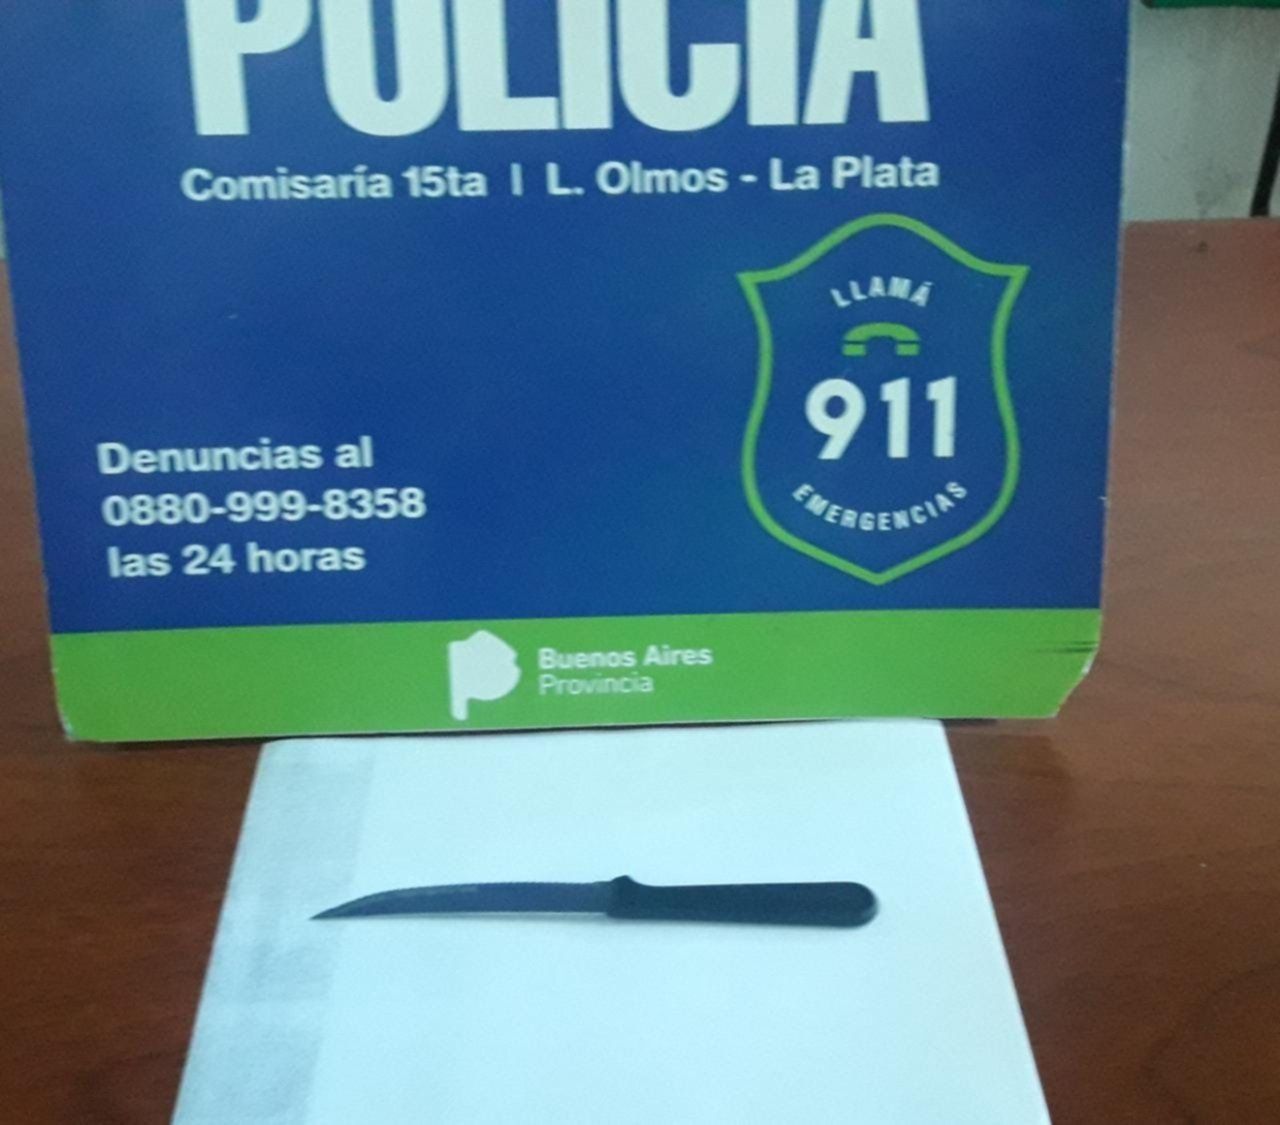 POLICIA
Comisaría 15ta | L. Olmos - La Plata
LLAMÁ
911
EMERGENCIAS
Denuncias al
0880-999-8358
las 24 horas
Buenos Aires
Provincia